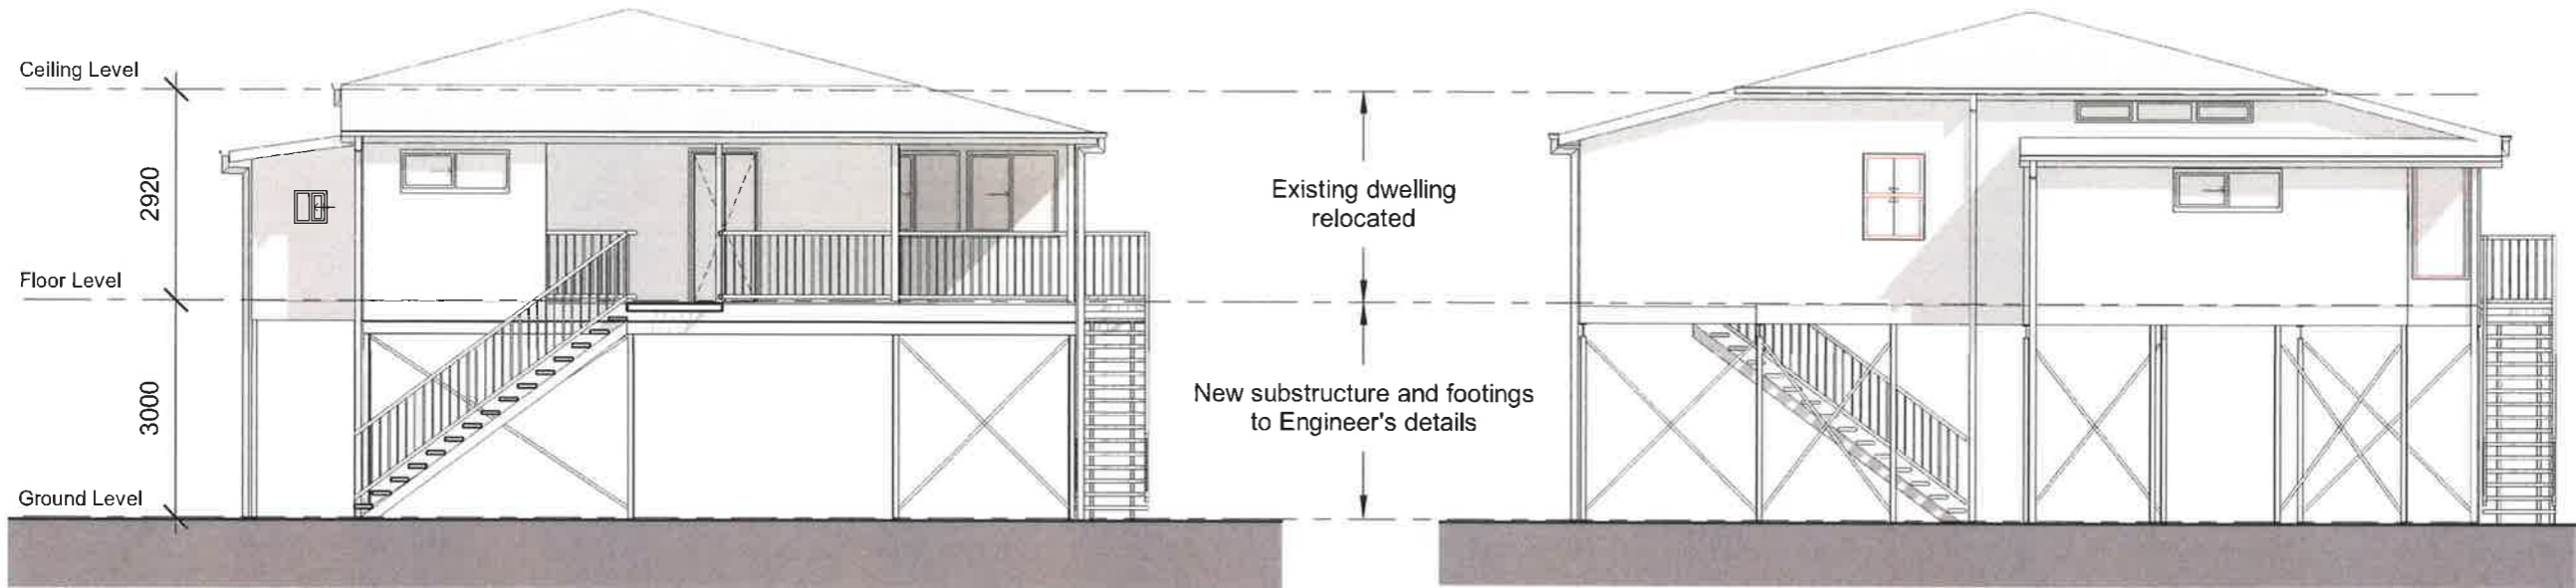 Ceiling Level
2920
Existing dwelling
relocated
Floor Level
New substructure and footings
to Engineer's details
3000
Ground Level